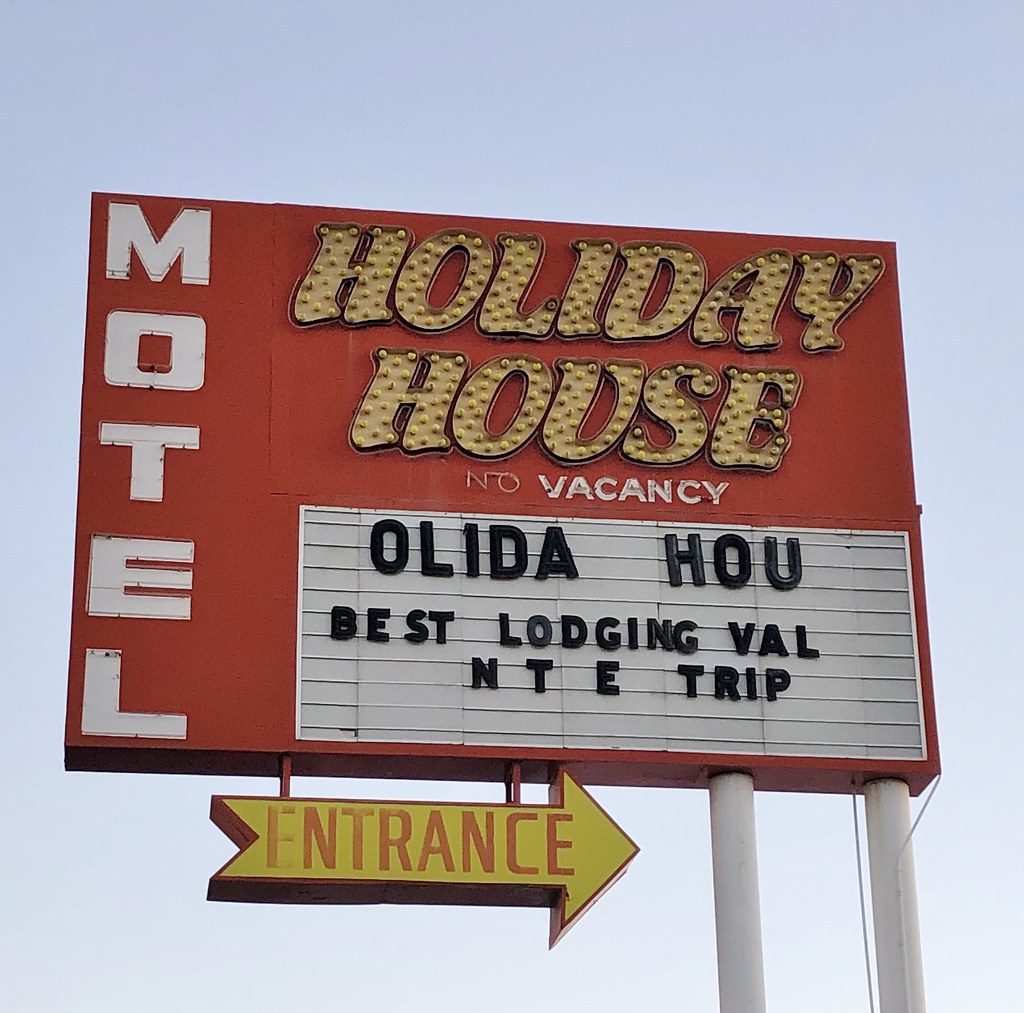 MOTEL
HOLIDAY
HOUSE
NO VACANCY
OLIDA HOU
BEST LODGING VAL
N T E TRIP
ENTRANCE